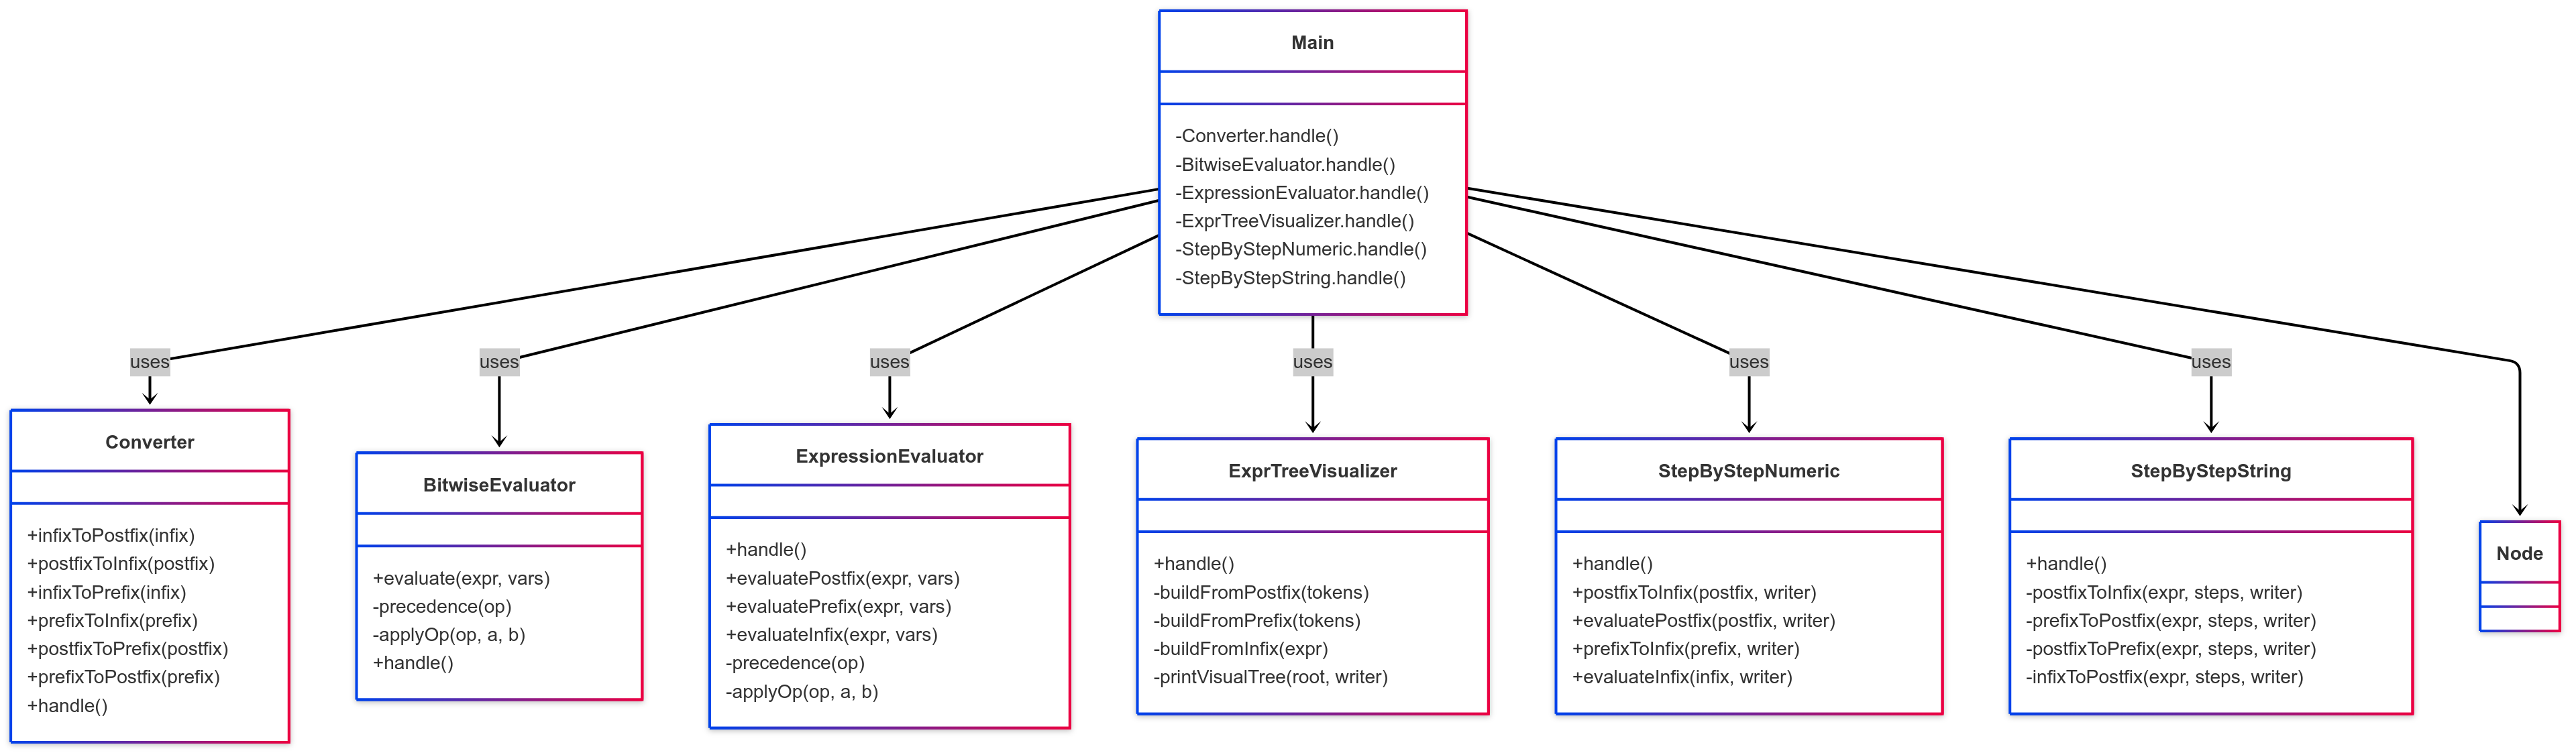 Main
-Converter.handle()
-BitwiseEvaluator.handle()
-ExpressionEvaluator.handle()
-ExprTreeVisualizer.handle()
-StepByStepNumeric.handle()
-StepByStepString.handle()
uses
uses
uses
uses
uses
uses
Converter
+infixToPostfix(infix)
+postfixToInfix(postfix)
+infixToPrefix(infix)
+prefixToInfix(prefix)
+postfixToPrefix(postfix)
+prefixToPostfix(prefix)
+handle()
BitwiseEvaluator
+evaluate(expr, vars)
-precedence(op)
-applyOp(op, a, b)
+handle()
ExpressionEvaluator
+handle()
+evaluatePostfix(expr, vars)
+evaluatePrefix(expr, vars)
+evaluateInfix(expr, vars)
-precedence(op)
-applyOp(op, a, b)
ExprTreeVisualizer
+handle()
-buildFromPostfix(tokens)
-buildFromPrefix(tokens)
-buildFromInfix(expr)
-printVisualTree(root, writer)
StepByStepNumeric
+handle()
+postfixToInfix(postfix, writer)
+evaluatePostfix(postfix, writer)
+prefixToInfix(prefix, writer)
+evaluateInfix(infix, writer)
StepByStepString
+handle()
-postfixToInfix(expr, steps, writer)
-prefixToPostfix(expr, steps, writer)
-postfixToPrefix(expr, steps, writer)
-infixToPostfix(expr, steps, writer)
Node